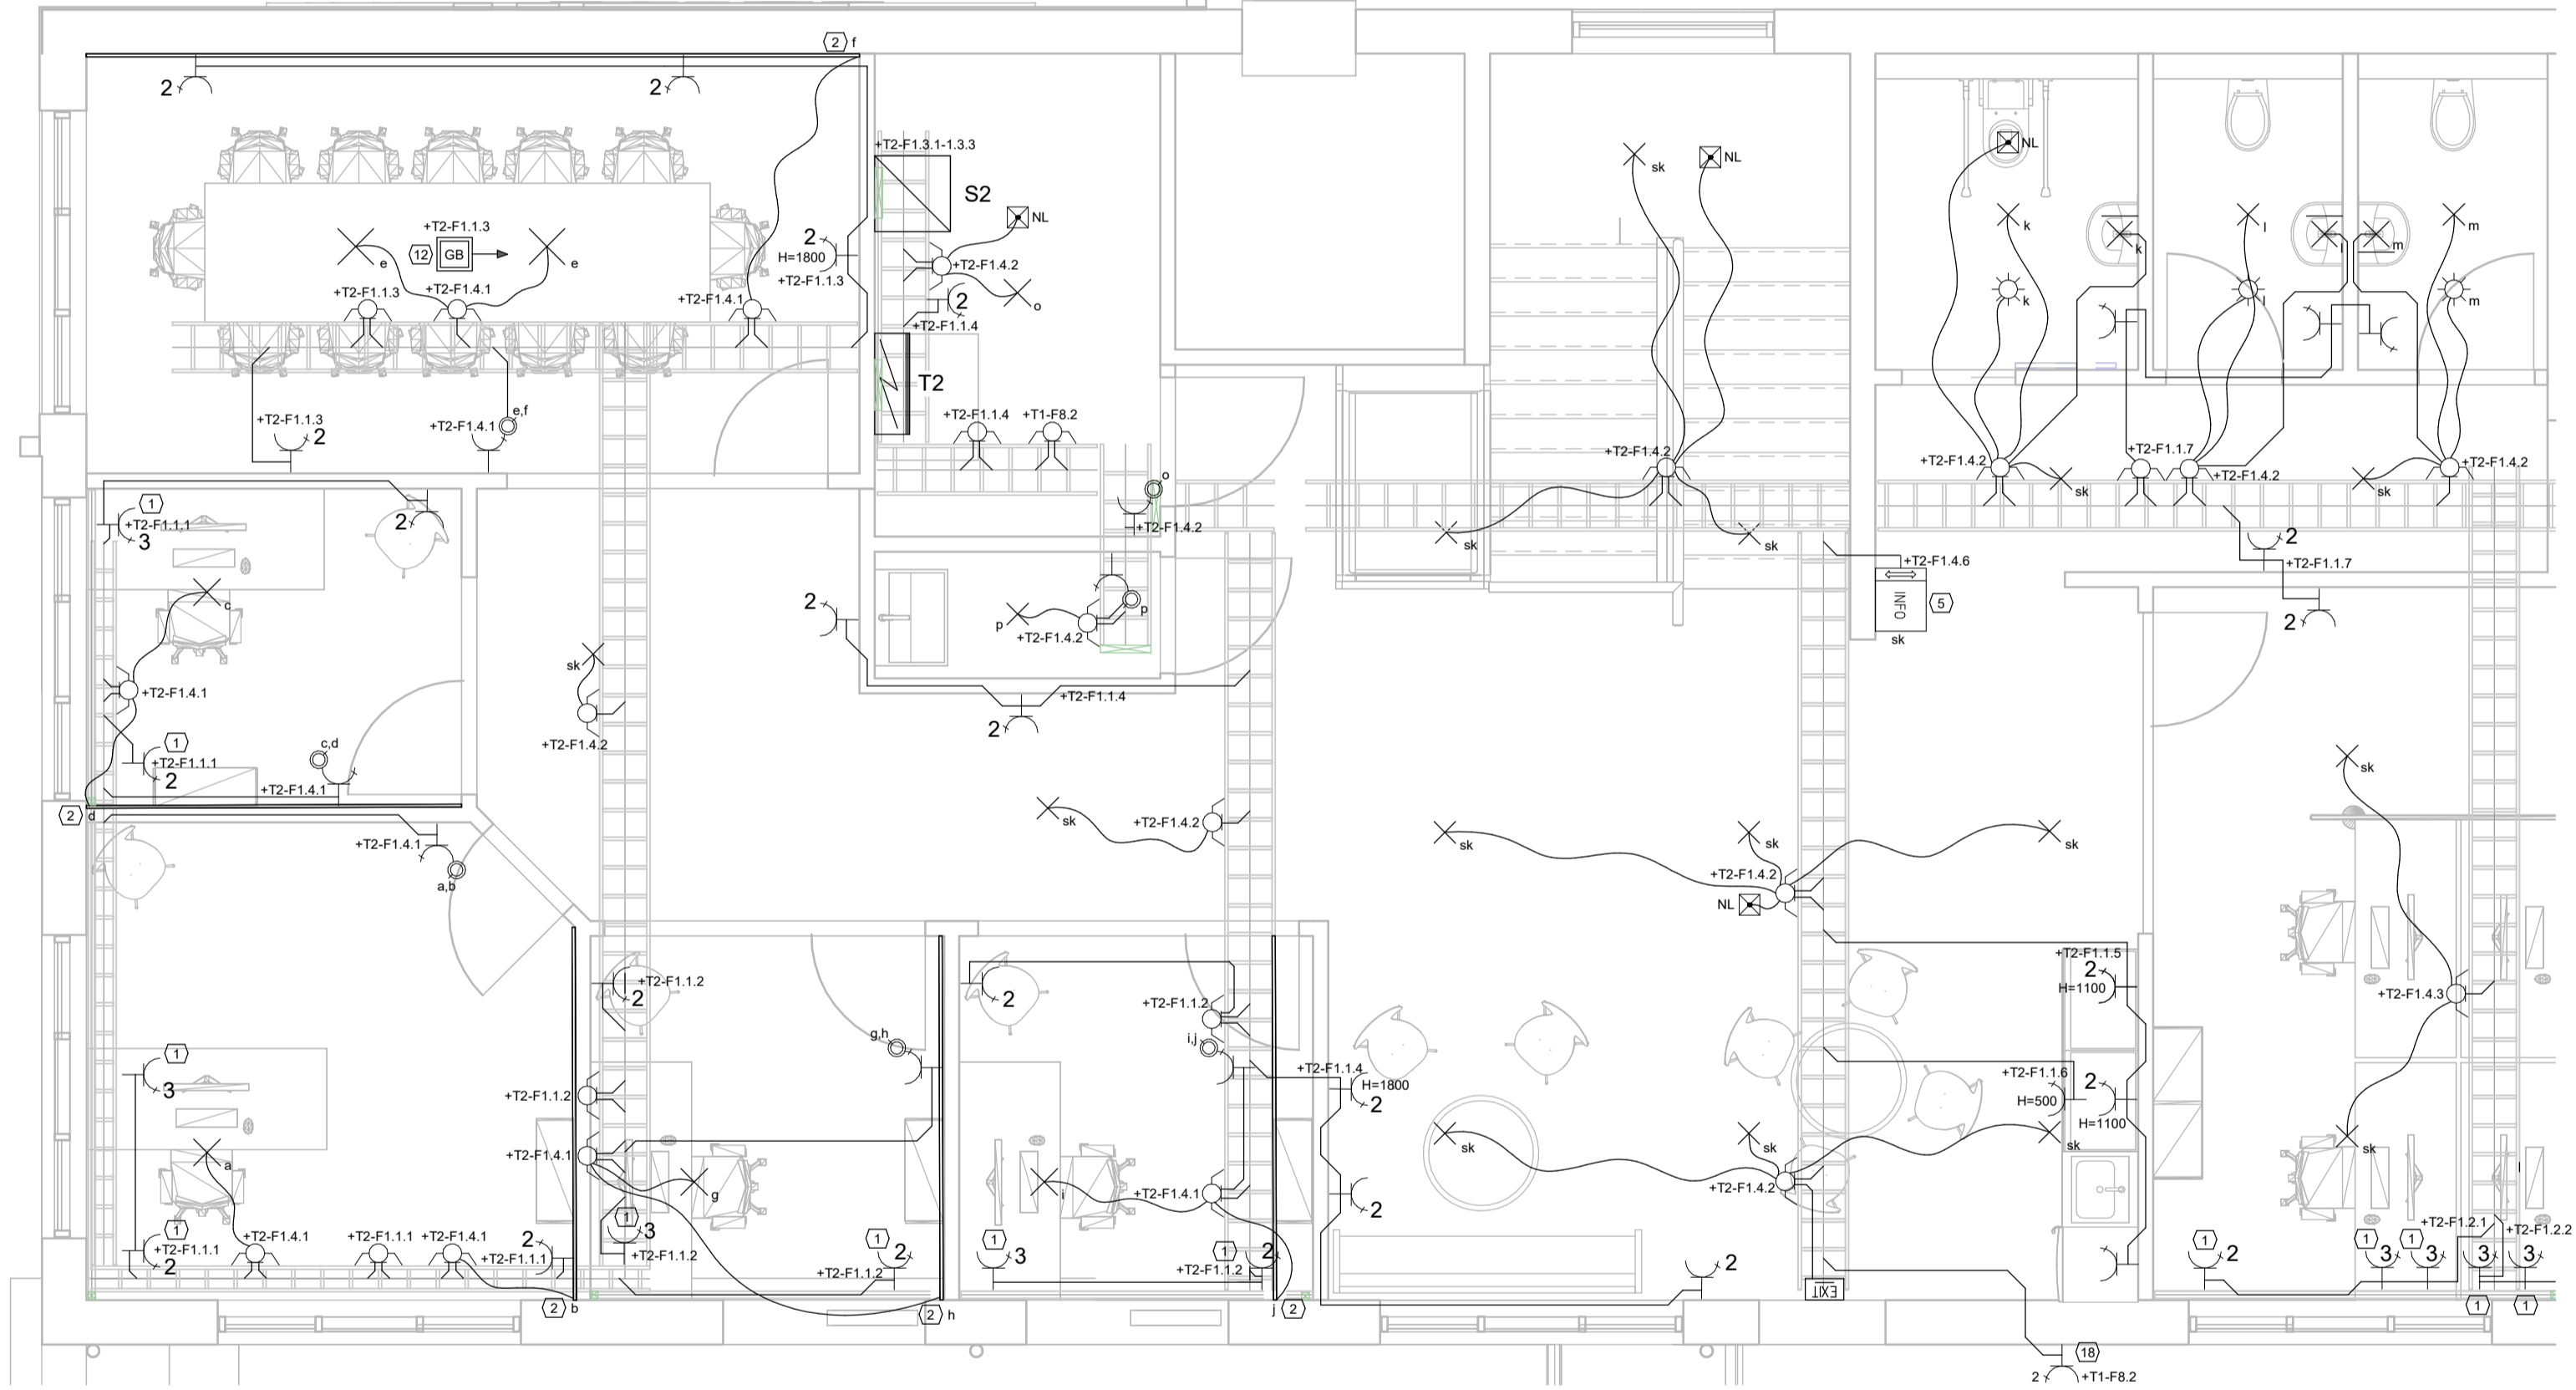 2 f
2
2
+T2-F1.3.1-1.3.3
S2
NL
NL
sk
NL
+T2-F1.1.3
12 GB
e
e
2
H=1800
+T2-F1.1.3
+T2-F1.4.2
2
o
+T2-F1.1.4
k
l
m
k
l
m
k
l
m
+T2-F1.1.3
+T2-F1.4.1
+T2-F1.4.1
T2
+T2-F1.1.3
2
e,f
+T2-F1.4.1
+T2-F1.1.4
+T1-F8.2
+T2-F1.4.2
+T2-F1.4.2
+T2-F1.1.7
+T2-F1.4.2
+T2-F1.4.2
sk
sk
o
+T2-F1.4.2
sk
sk
1
+T2-F1.1.1
3
2
2
+T2-F1.1.7
2
+T2-F1.4.6
INFO
5
sk
c
2
p
p
+T2-F1.4.2
sk
+T2-F1.4.2
+T2-F1.4.1
+T2-F1.1.4
2
1
+T2-F1.1.1
2
c,d
+T2-F1.4.1
2 d
sk
+T2-F1.4.1
a,b
sk
+T2-F1.4.2
sk
sk
sk
+T2-F1.4.2
NL
+T2-F1.1.2
2
2
+T2-F1.1.2
+T2-F1.1.5
2
H=1100
+T2-F1.4.3
g,h
i,j
1
3
+T2-F1.1.2
+T2-F1.1.4
H=1800
2
+T2-F1.1.6
H=500
2
H=1100
a
+T2-F1.4.1
g
i
+T2-F1.4.1
2
sk
sk
sk
+T2-F1.4.2
sk
1
+T2-F1.1.1
2
+T2-F1.4.1
+T2-F1.1.1
+T2-F1.4.1
2
+T2-F1.1.1
1
3
+T2-F1.1.2
1
2
+T2-F1.1.2
1
3
1
2
+T2-F1.1.2
2
EXIT
1
2
1
3
1
3
+T2-F1.2.1
3
+T2-F1.2.2
3
2 b
2 h
j 2
1
1
18
2
+T1-F8.2